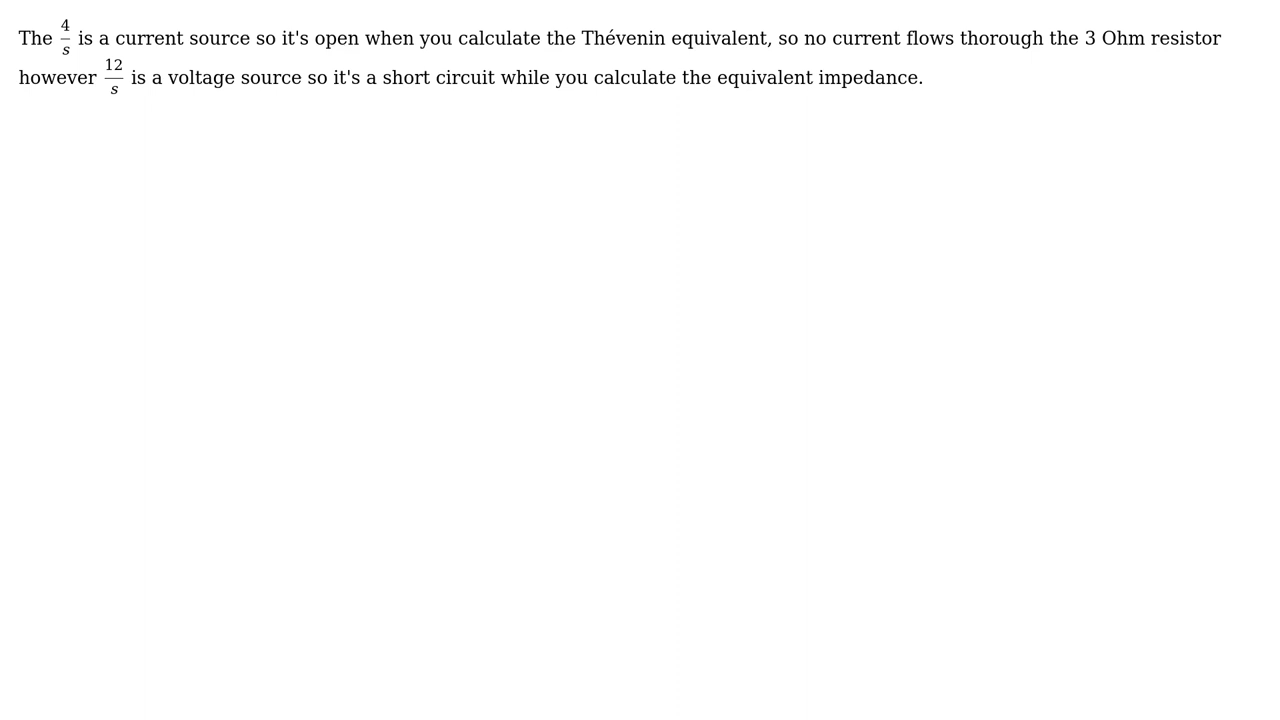 The $\frac{4}{s}$ is a current source so it's open when you calculate the Thévenin equivalent, so no current flows thorough the 3 Ohm resistor
however $\frac{12}{s}$ is a voltage source so it's a short circuit while you calculate the equivalent impedance.